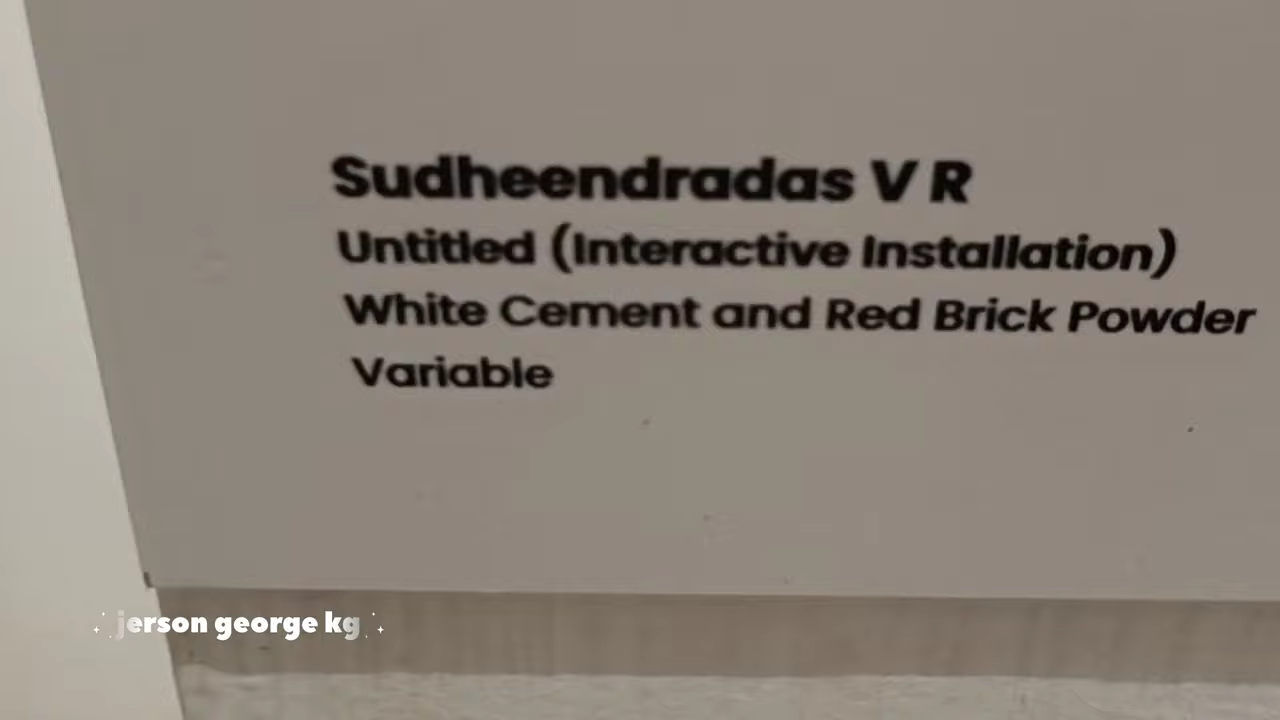 Sudheendradas V R
Untitled (Interactive Installation)
White Cement and Red Brick Powder
Variable
jerson george kg